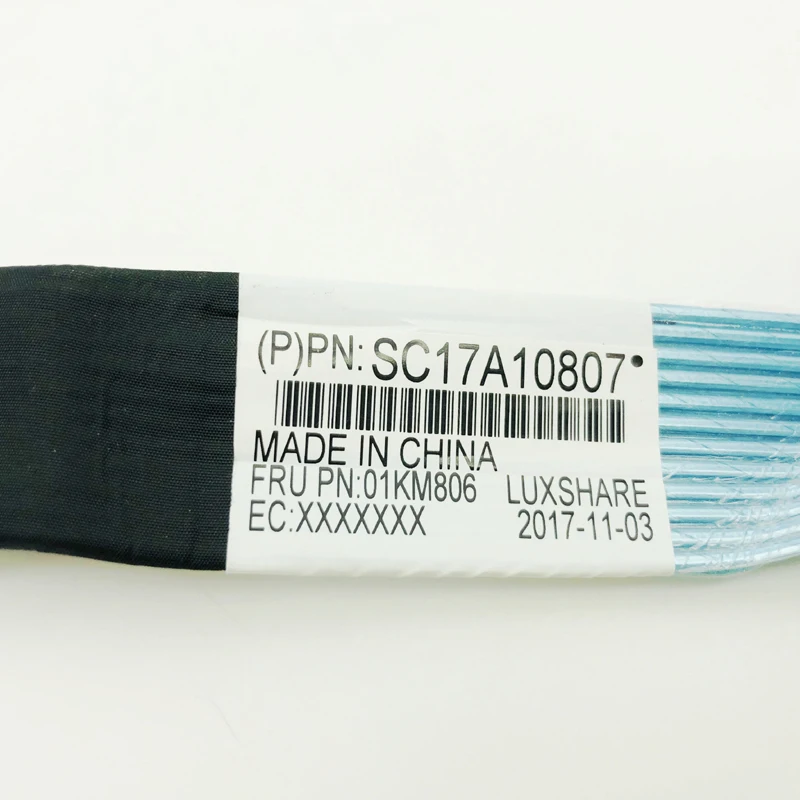 (P)PN:SC17A10807•
MADE IN CHINA
FRU PN:01KM806 LUXSHARE
EC:XXXXXXX 2017-11-03